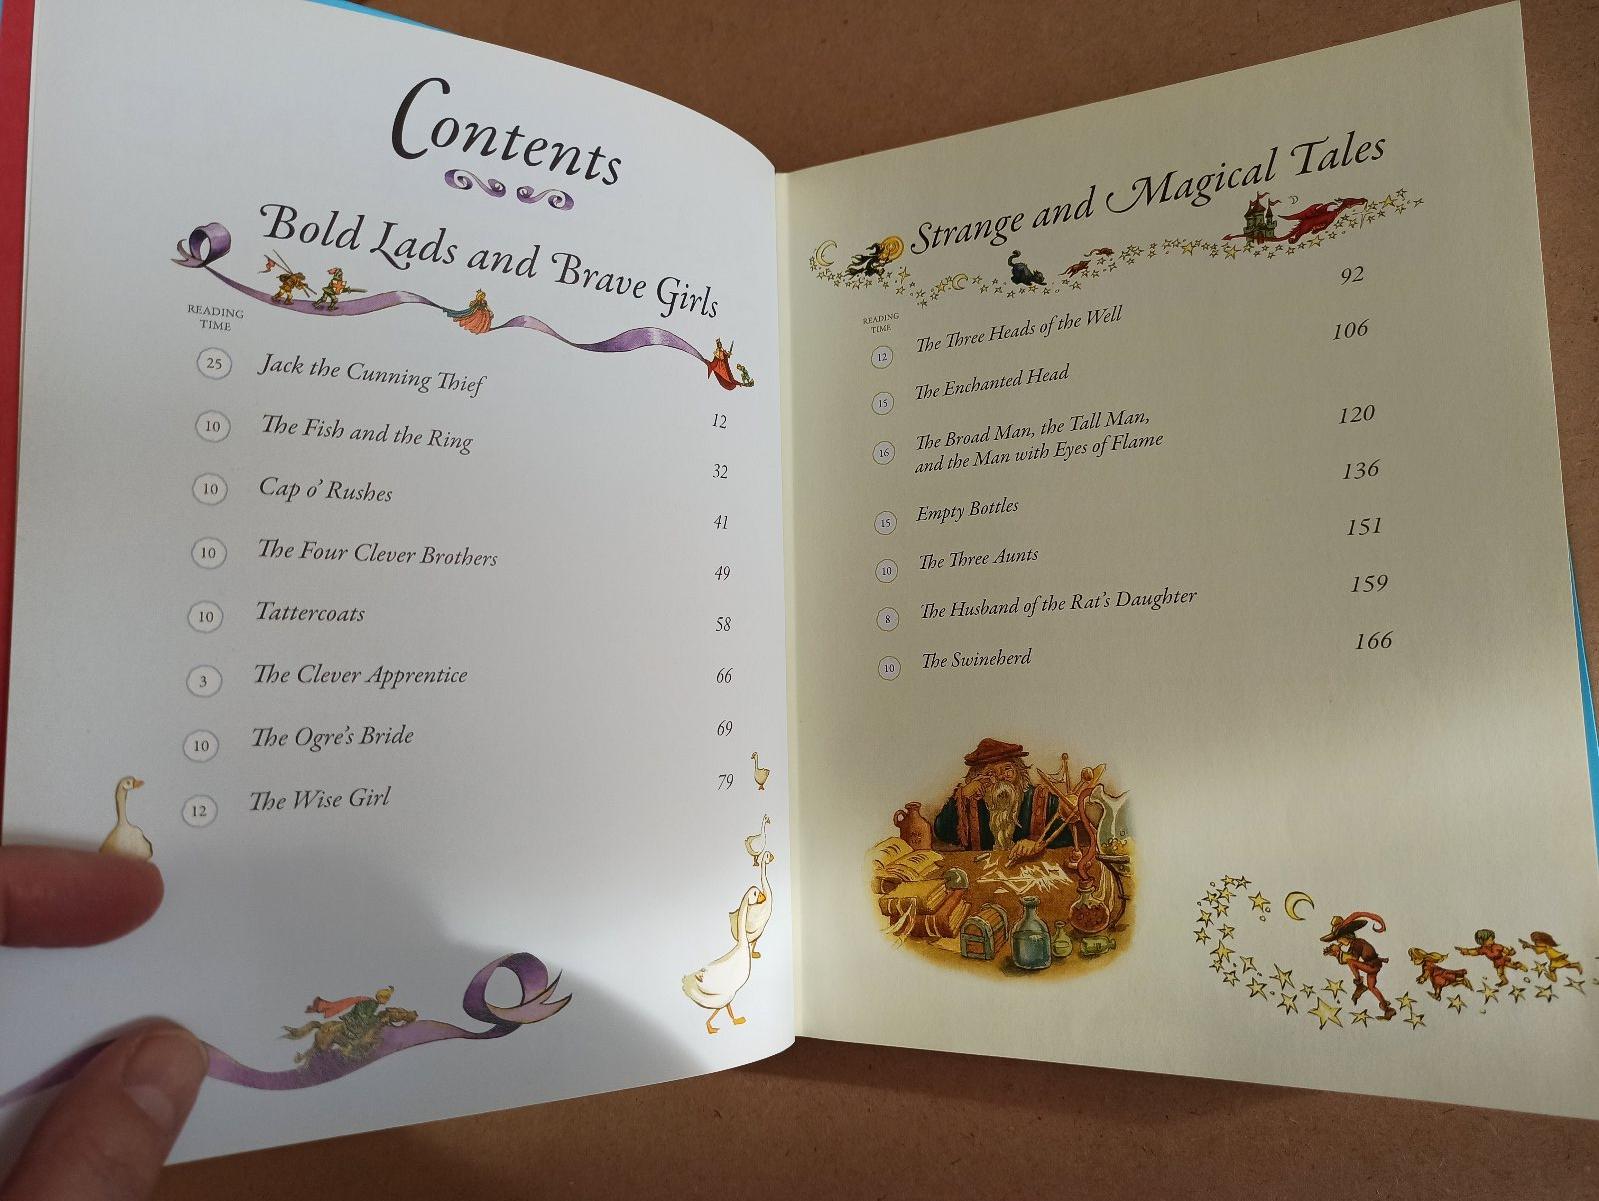 Contents
Bold Lads and Brave Girls
READING
TIME
25 Jack the Cunning Thief 12
10 The Fish and the Ring 32
10 Cap o' Rushes 41
10 The Four Clever Brothers 49
10 Tattercoats 58
3 The Clever Apprentice 66
10 The Ogre's Bride 69
12 The Wise Girl 79
Strange and Magical Tales
READING
TIME
12 The Three Heads of the Well 92
15 The Enchanted Head 106
16 The Broad Man, the Tall Man,
and the Man with Eyes of Flame 120
15 Empty Bottles 136
10 The Three Aunts 151
8 The Husband of the Rat's Daughter 159
10 The Swineherd 166